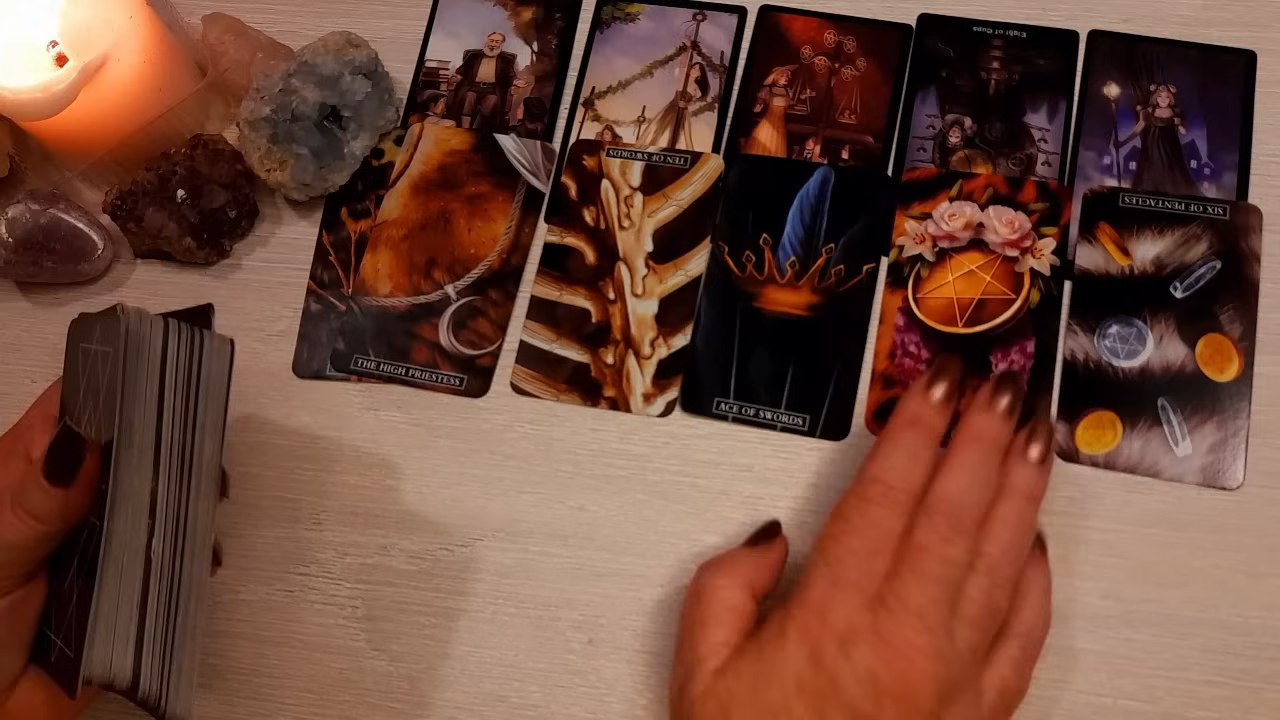 Eight of Cups
TEN OF SWORDS
SIX OF PENTACLES
THE HIGH PRIESTESS
ACE OF SWORDS